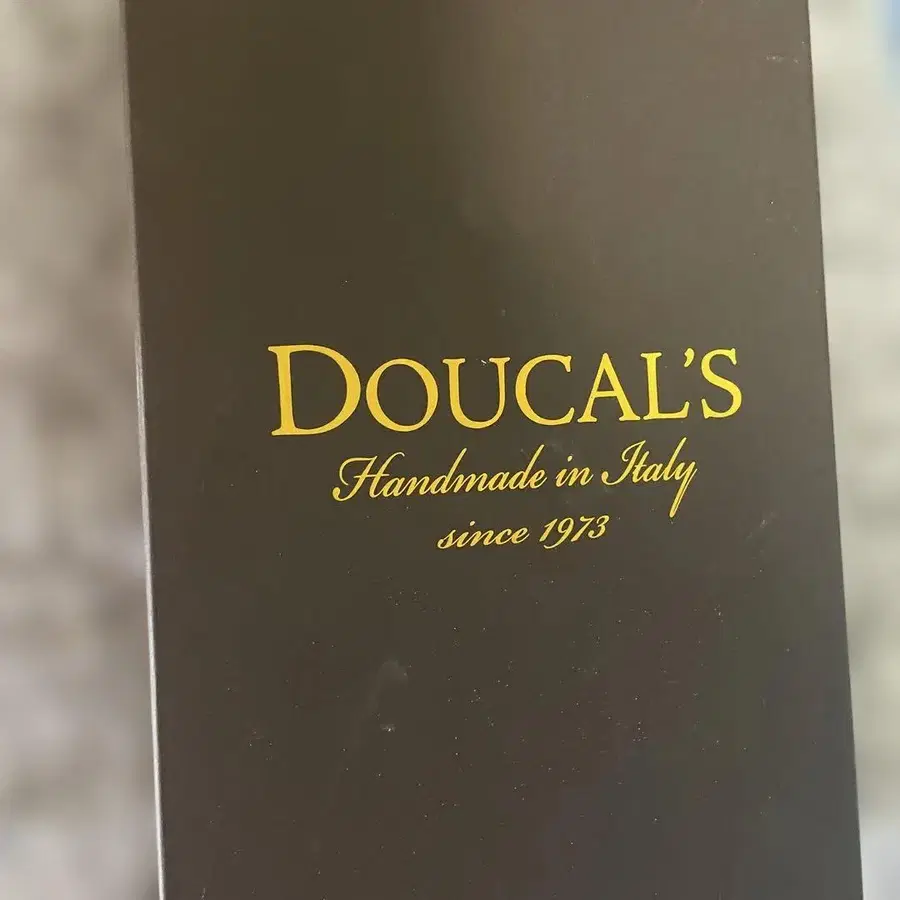 DOUCAL'S
Handmade in Italy
since 1973